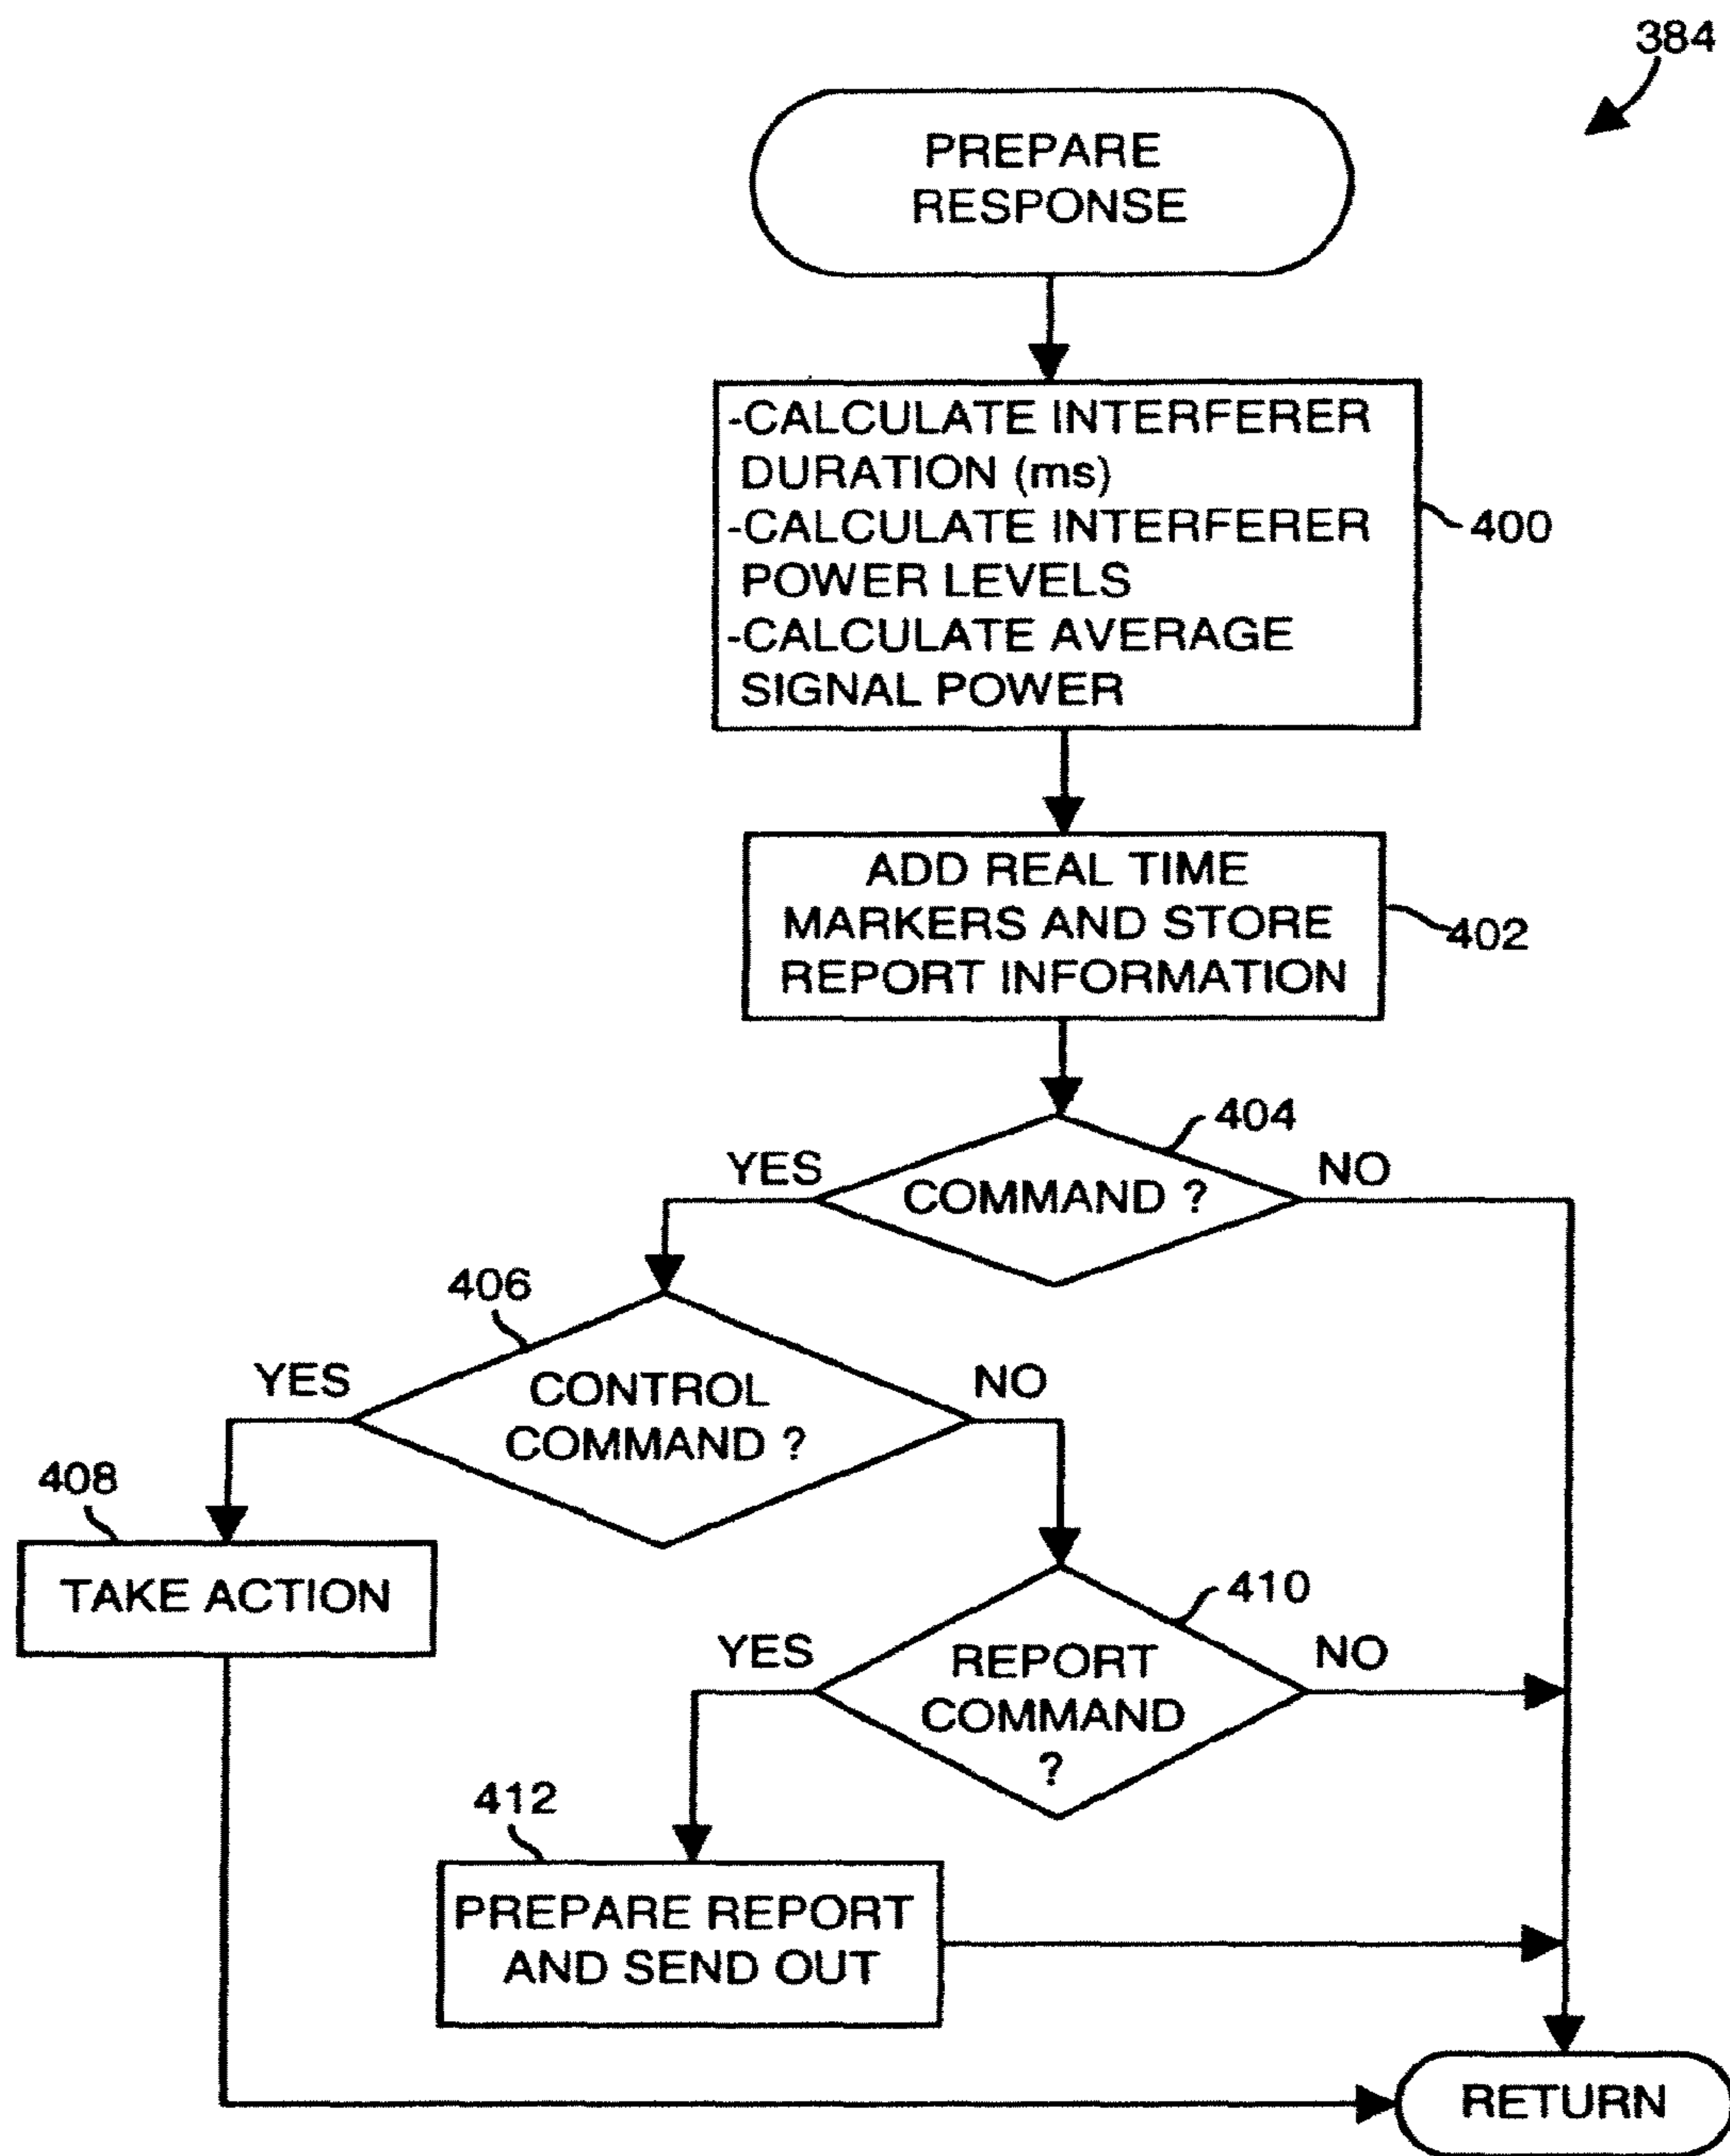 384
PREPARE
RESPONSE
-CALCULATE INTERFERER
DURATION (ms)
-CALCULATE INTERFERER
POWER LEVELS
-CALCULATE AVERAGE
SIGNAL POWER
400
ADD REAL TIME
MARKERS AND STORE
REPORT INFORMATION
402
404
YES
COMMAND ?
NO
406
YES
CONTROL
COMMAND ?
NO
408
TAKE ACTION
410
YES
REPORT
COMMAND
?
NO
412
PREPARE REPORT
AND SEND OUT
RETURN